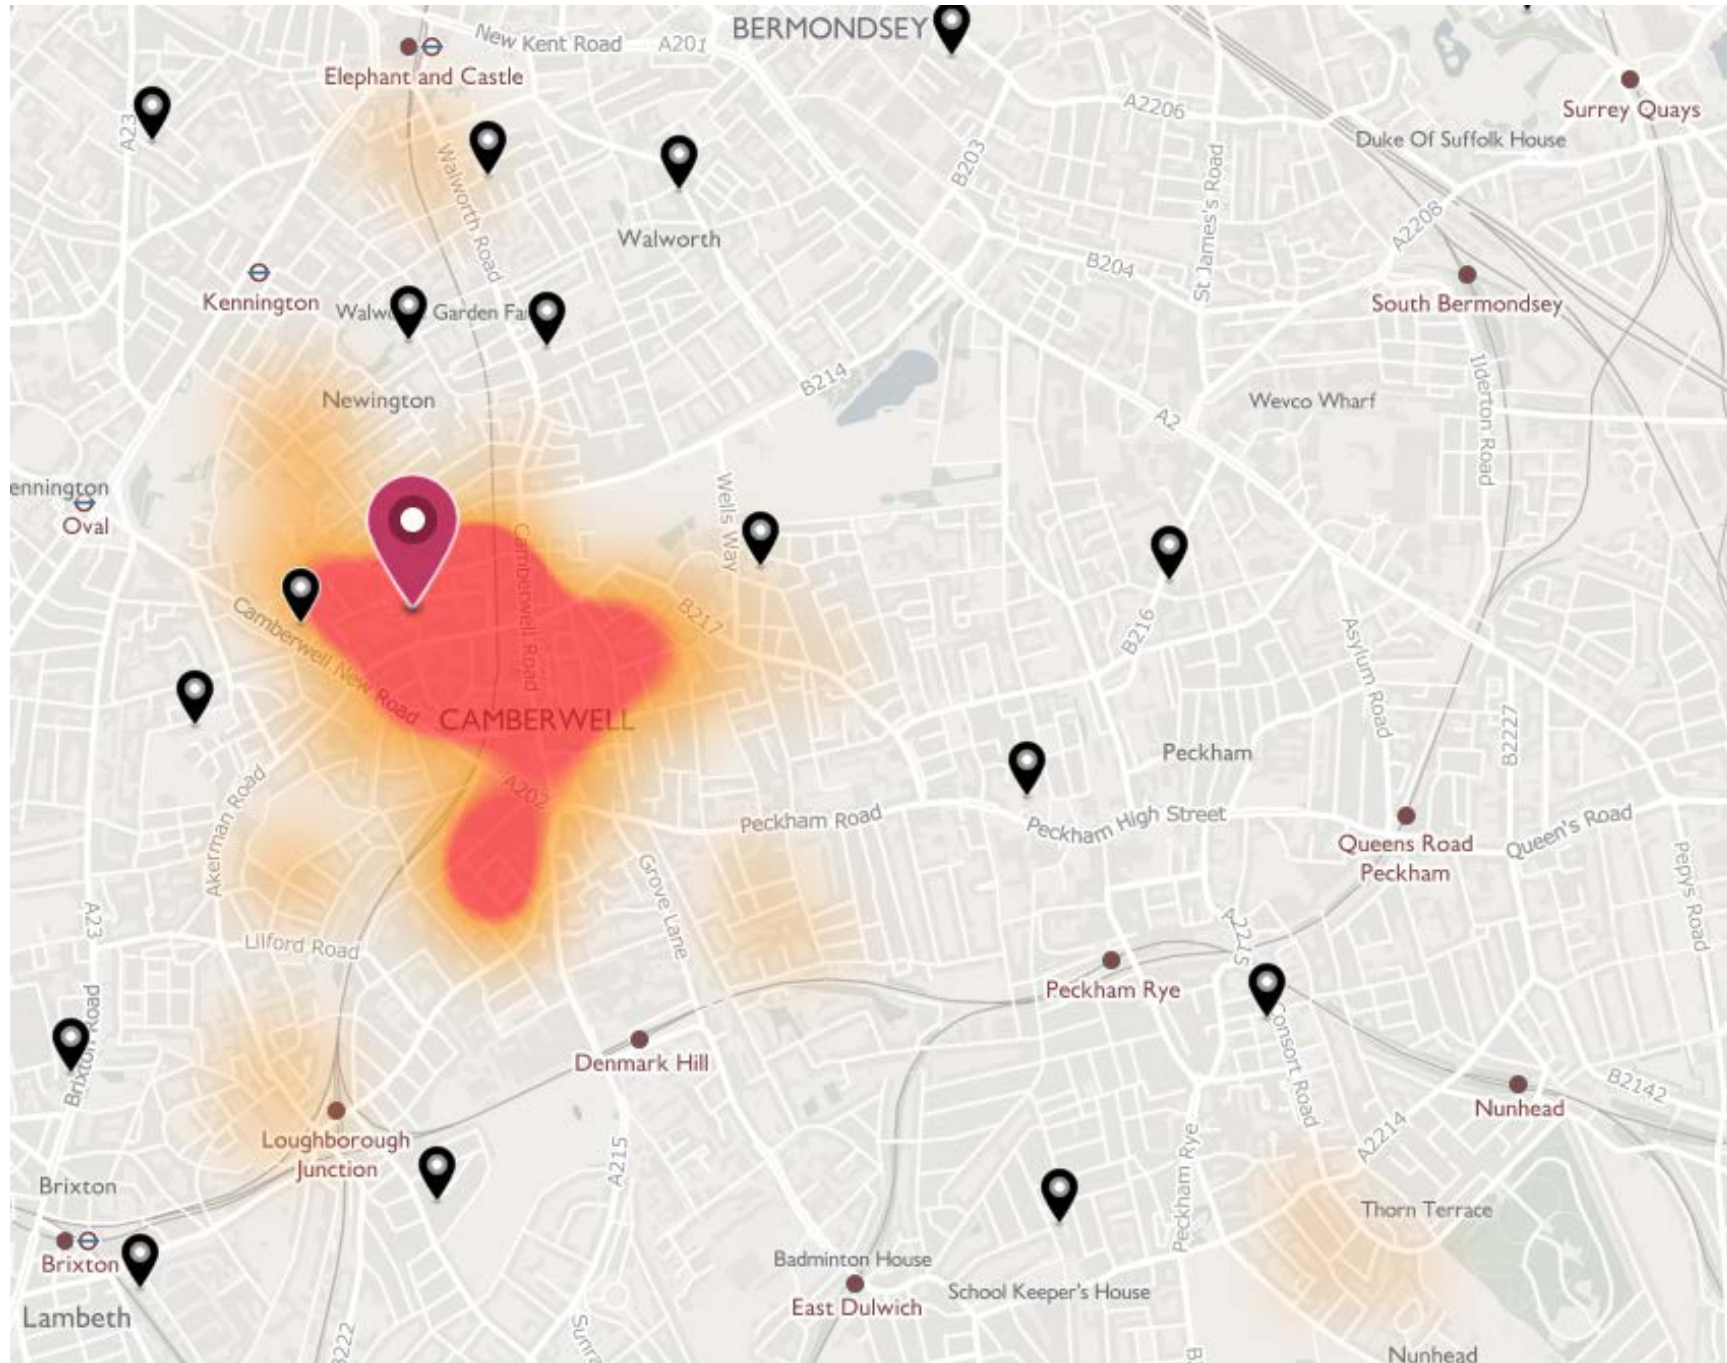 New Kent Road
A201
BERMONDSEY
Elephant and Castle
A23
A2206
Surrey Quays
Duke Of Suffolk House
Walworth Road
B203
St James's Road
A2208
Walworth
B204
Kennington
South Bermondsey
Garden
Newington
B214
A2
Wevco Wharf
Ilderton Road
ennington
Oval
Wells Way
Camberwell Road
B217
B216
Asylum Road
Camberwell New Road
CAMBERWELL
B2227
Peckham
A202
Akerman Road
Peckham Road
Peckham High Street
Queens Road
Peckham
Queen's Road
Pepys Road
Grove Lane
A23
Lilford Road
A2215
Peckham Rye
Brixton Road
Denmark Hill
Consort Road
Nunhead
B2142
Loughborough
Junction
A215
A2214
Peckham Rye
Brixton
Thorn Terrace
Brixton
Badminton House
School Keeper's House
East Dulwich
Lambeth
Nunhead